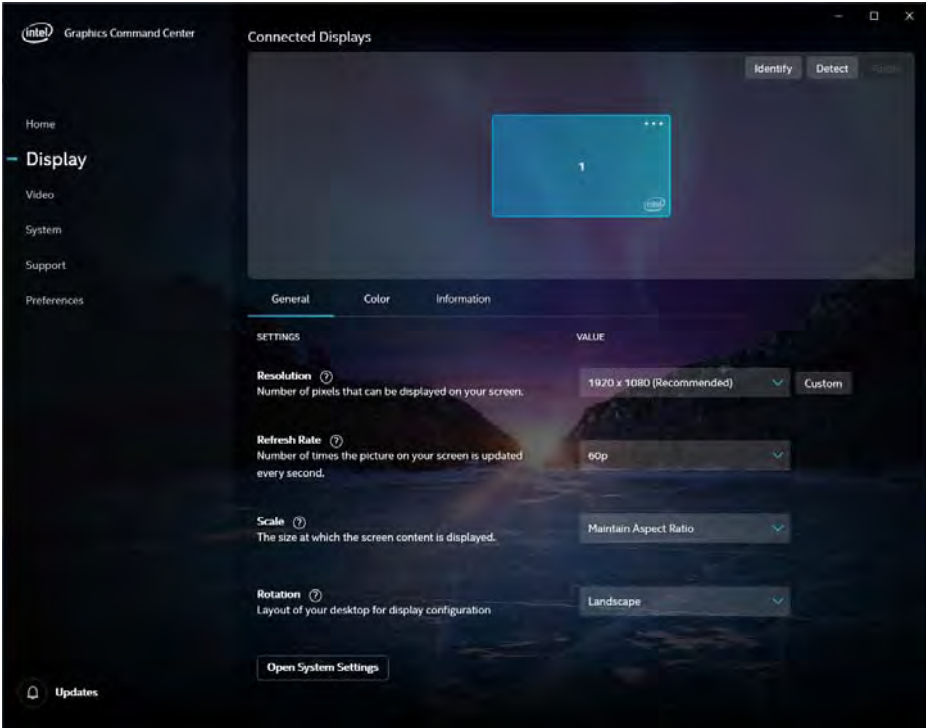 intel Graphics Command Center
Connected Displays
Identify Detect
1
intel
Home
Display
Video
System
Support
Preferences
General Color Information
SETTINGS VALUE
Resolution ?
Number of pixels that can be displayed on your screen.
1920 x 1080 (Recommended) Custom
Refresh Rate ?
Number of times the picture on your screen is updated
every second.
60p
Scale ?
The size at which the screen content is displayed.
Maintain Aspect Ratio
Rotation ?
Layout of your desktop for display configuration
Landscape
Open System Settings
Updates